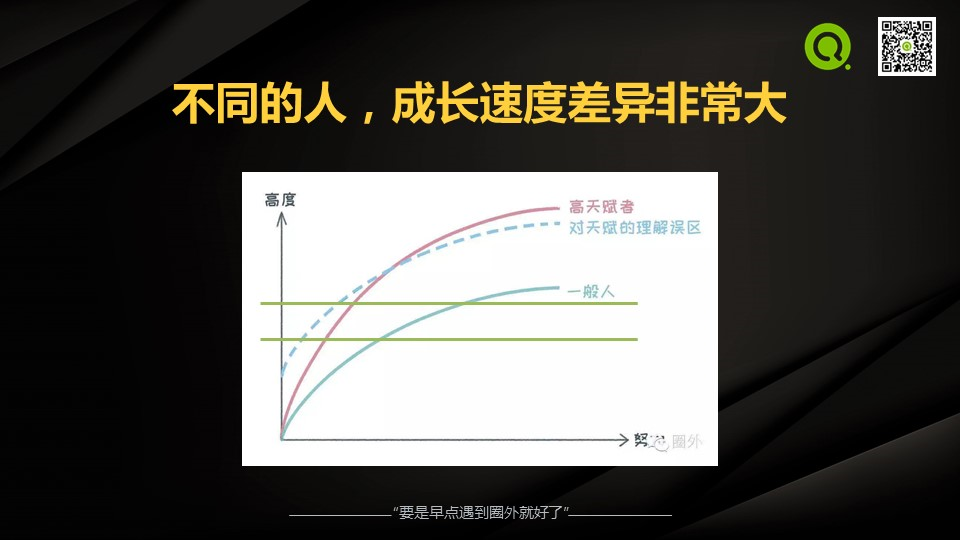 不同的人，成长速度差异非常大
高度
高天赋者
对天赋的理解误区
一般人
努
圈外
“要是早点遇到圈外就好了”